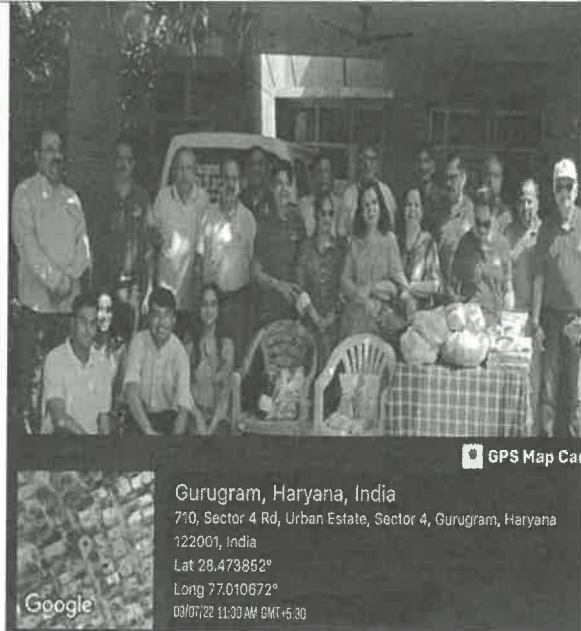 GPS Map Ca
Gurugram, Haryana, India
710, Sector 4 Rd, Urban Estate, Sector 4, Gurugram, Haryana
122001, India
Lat 28.473852°
Long 77.010672°
03/07/22 11:30 AM GMT+5:30
Google